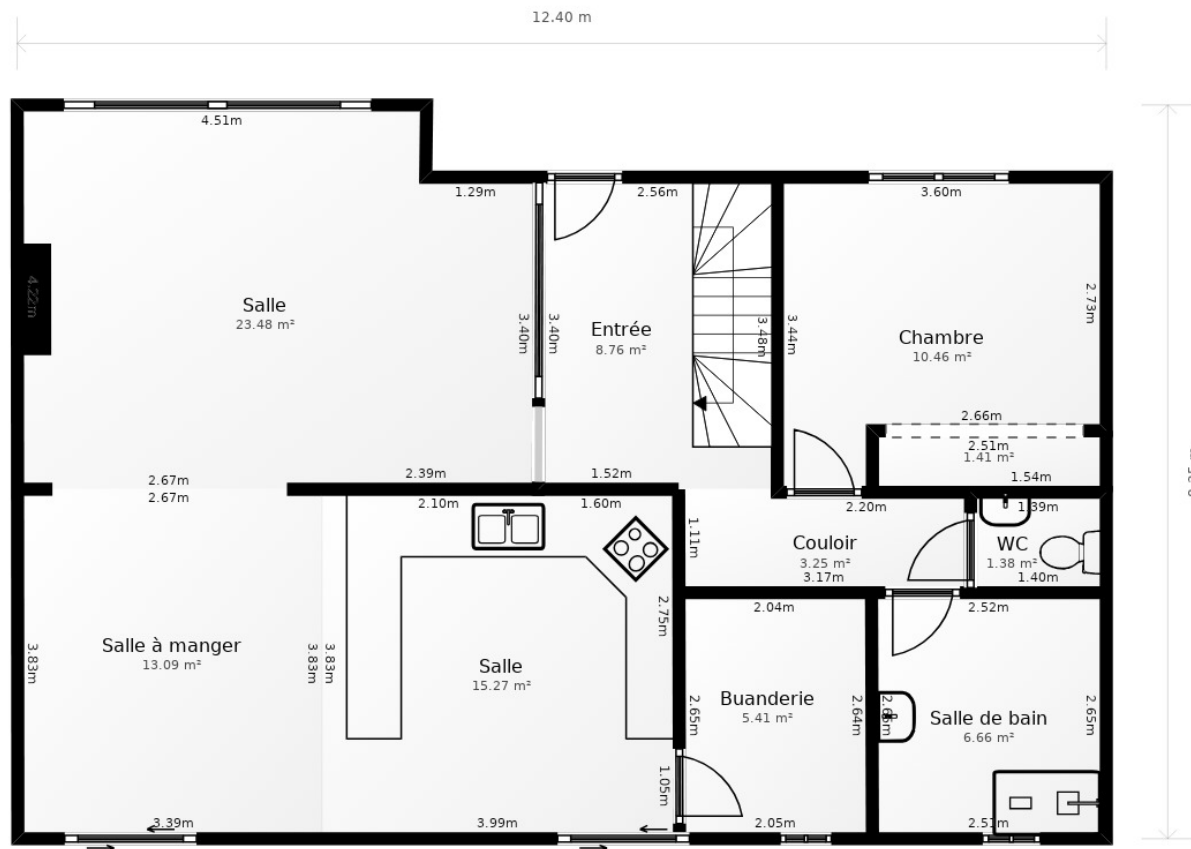 12.40 m
4.51m
1.29m
2.56m
3.60m
4.22m
Salle
23.48 m²
3.40m
3.40m
Entrée
8.76 m²
3.48m
3.44m
Chambre
10.46 m²
2.73m
2.66m
2.51m
1.41 m²
1.54m
2.67m
2.39m
1.52m
2.67m
2.10m
1.60m
2.20m
1.39m
1.11m
Couloir
3.25 m²
3.17m
WC
1.38 m²
1.40m
2.75m
2.04m
2.52m
3.83m
Salle à manger
13.09 m²
3.83m
3.83m
Salle
15.27 m²
2.65m
Buanderie
5.41 m²
2.64m
Salle de bain
6.66 m²
2.65m
1.05m
3.39m
3.99m
2.05m
2.51m